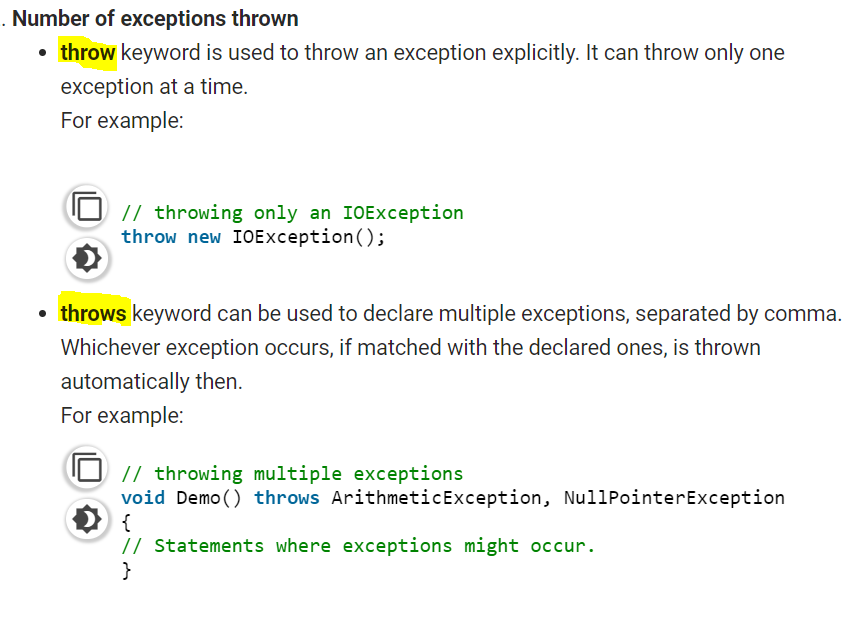 . Number of exceptions thrown
• throw keyword is used to throw an exception explicitly. It can throw only one
exception at a time.
For example:
// throwing only an IOException
throw new IOException();
• throws keyword can be used to declare multiple exceptions, separated by comma.
Whichever exception occurs, if matched with the declared ones, is thrown
automatically then.
For example:
// throwing multiple exceptions
void Demo() throws ArithmeticException, NullPointerException
{
// Statements where exceptions might occur.
}